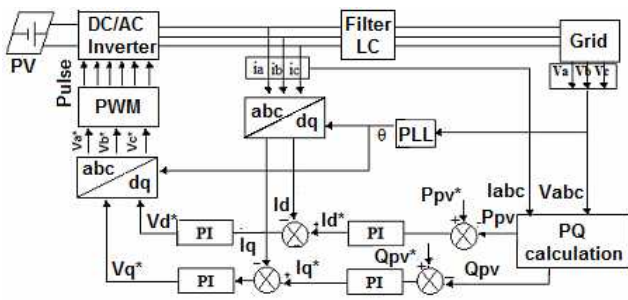 PV
DC/AC
Inverter
Filter
LC
Grid
ia ib ic
Va Vb Vc
Pulse
PWM
Va*
Vb*
Vc*
abc
dq
abc
dq
θ
PLL
Iabc
Vabc
Id
Iq
Vd*
PI
Id*
PI
Ppv*
Ppv
PQ
calculation
Vq*
PI
Iq*
PI
Qpv*
Qpv